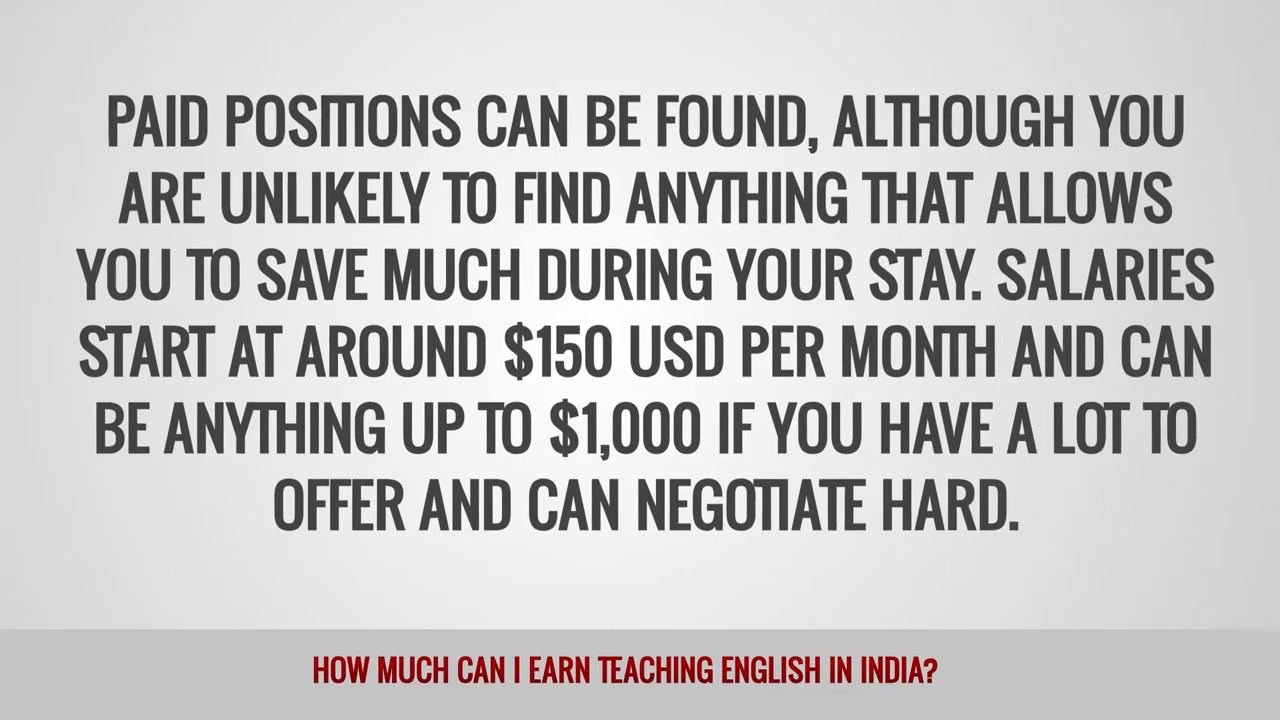 PAID POSITIONS CAN BE FOUND, ALTHOUGH YOU
ARE UNLIKELY TO FIND ANYTHING THAT ALLOWS
YOU TO SAVE MUCH DURING YOUR STAY. SALARIES
START AT AROUND $150 USD PER MONTH AND CAN
BE ANYTHING UP TO $1,000 IF YOU HAVE A LOT TO
OFFER AND CAN NEGOTIATE HARD.
HOW MUCH CAN I EARN TEACHING ENGLISH IN INDIA?